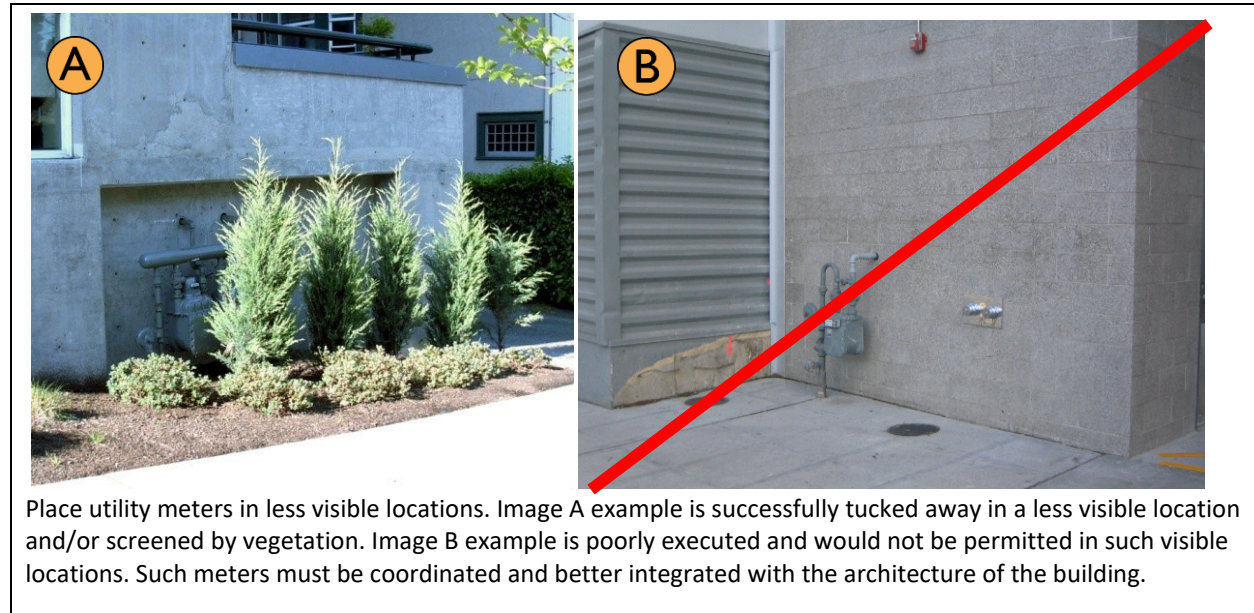 A
B
Place utility meters in less visible locations. Image A example is successfully tucked away in a less visible location
and/or screened by vegetation. Image B example is poorly executed and would not be permitted in such visible
locations. Such meters must be coordinated and better integrated with the architecture of the building.